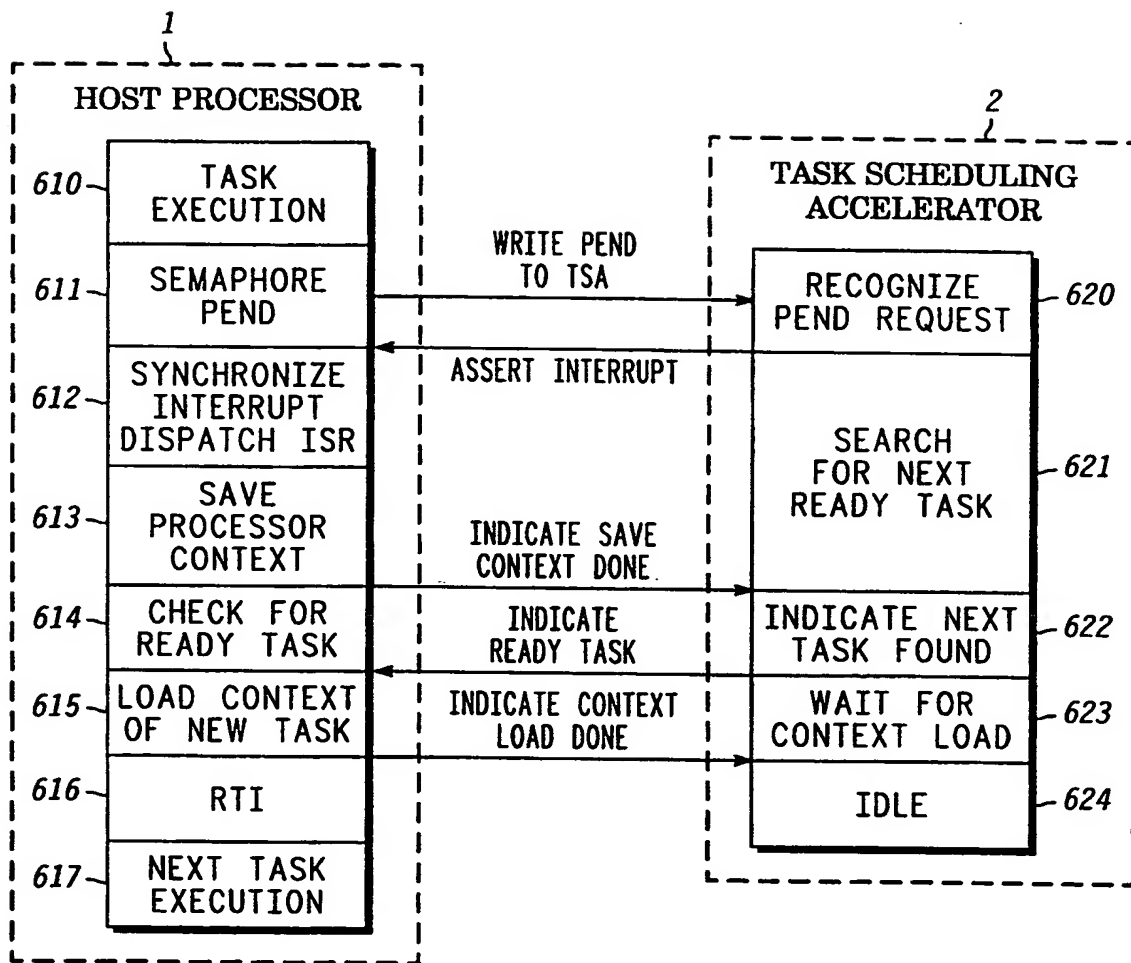 1
HOST PROCESSOR
610
TASK
EXECUTION
611
SEMAPHORE
PEND
612
SYNCHRONIZE
INTERRUPT
DISPATCH ISR
613
SAVE
PROCESSOR
CONTEXT
614
CHECK FOR
READY TASK
615
LOAD CONTEXT
OF NEW TASK
616
RTI
617
NEXT TASK
EXECUTION
WRITE PEND
TO TSA
ASSERT INTERRUPT
INDICATE SAVE
CONTEXT DONE
INDICATE
READY TASK
INDICATE CONTEXT
LOAD DONE
2
TASK SCHEDULING
ACCELERATOR
RECOGNIZE
PEND REQUEST
620
SEARCH
FOR NEXT
READY TASK
621
INDICATE NEXT
TASK FOUND
622
WAIT FOR
CONTEXT LOAD
623
IDLE
624